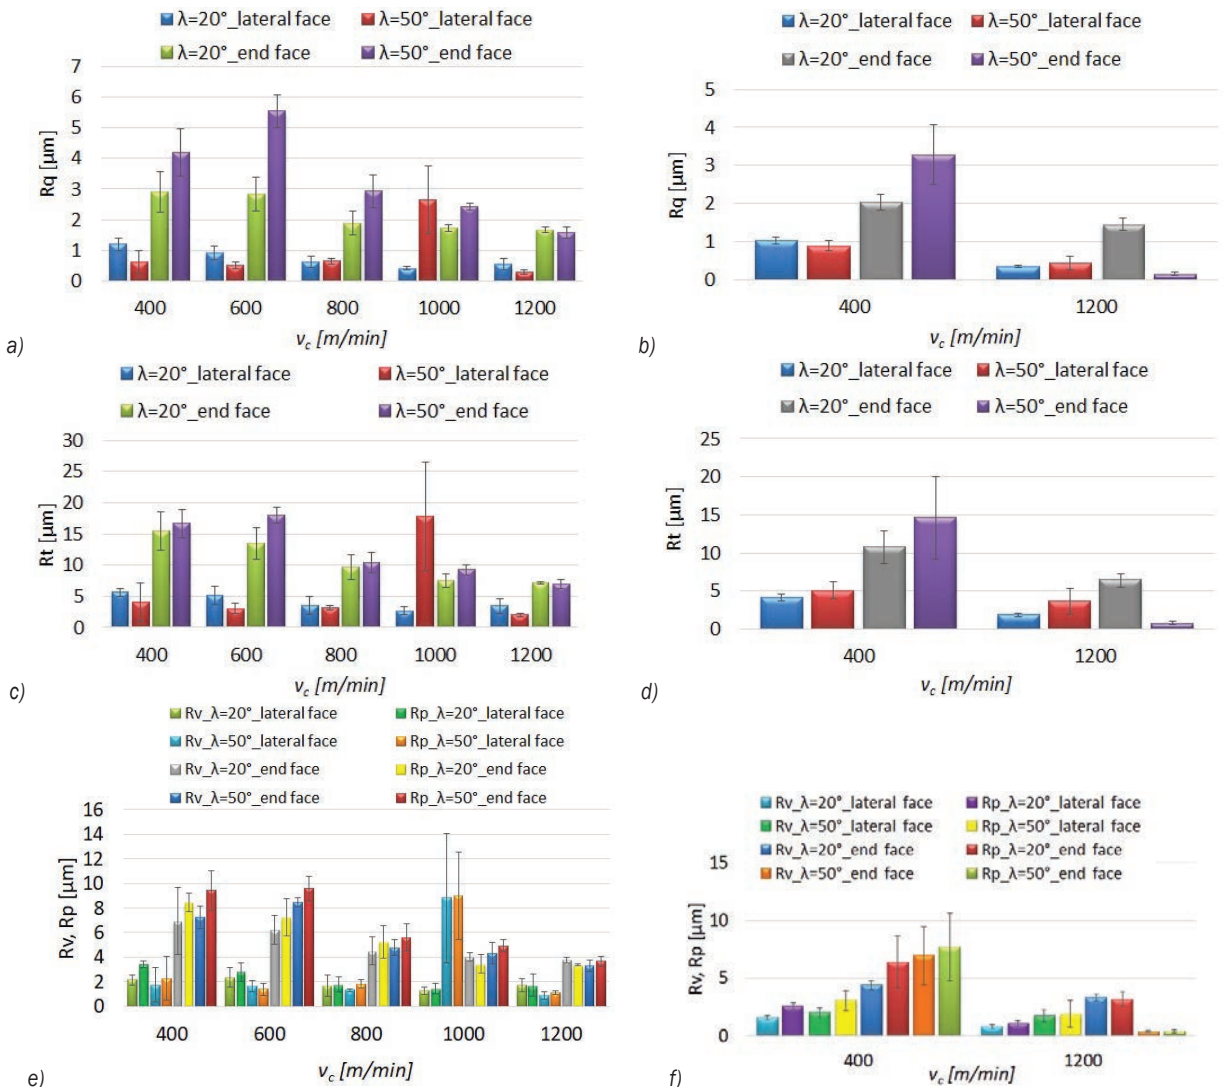 λ=20°_lateral face λ=50°_lateral face
λ=20°_end face λ=50°_end face
7
6
5
4
3
2
1
0
Rq [µm]
400 600 800 1000 1200
v_c [m/min]
a)
λ=20°_lateral face λ=50°_lateral face
λ=20°_end face λ=50°_end face
5
4
3
2
1
0
Rq [µm]
400 1200
v_c [m/min]
b)
λ=20°_lateral face λ=50°_lateral face
λ=20°_end face λ=50°_end face
30
25
20
15
10
5
0
Rt [µm]
400 600 800 1000 1200
v_c [m/min]
c)
λ=20°_lateral face λ=50°_lateral face
λ=20°_end face λ=50°_end face
25
20
15
10
5
0
Rt [µm]
400 1200
v_c [m/min]
d)
Rv_λ=20°_lateral face Rp_λ=20°_lateral face
Rv_λ=50°_lateral face Rp_λ=50°_lateral face
Rv_λ=20°_end face Rp_λ=20°_end face
Rv_λ=50°_end face Rp_λ=50°_end face
16
14
12
10
8
6
4
2
0
Rv, Rp [µm]
400 600 800 1000 1200
v_c [m/min]
e)
Rv_λ=20°_lateral face Rp_λ=20°_lateral face
Rv_λ=50°_lateral face Rp_λ=50°_lateral face
Rv_λ=20°_end face Rp_λ=20°_end face
Rv_λ=50°_end face Rp_λ=50°_end face
15
10
5
0
Rv, Rp [µm]
400 1200
v_c [m/min]
f)